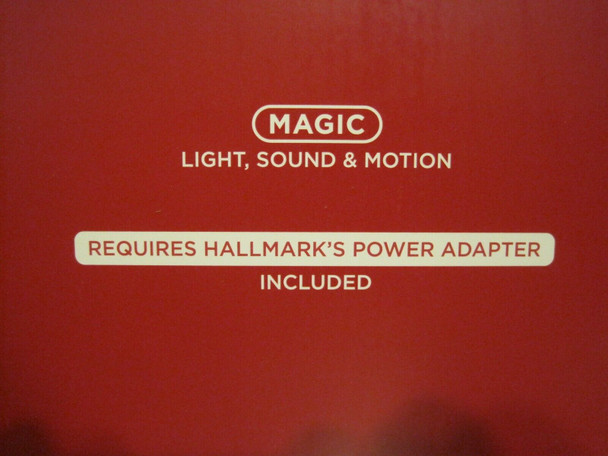 MAGIC
LIGHT, SOUND & MOTION
REQUIRES HALLMARK'S POWER ADAPTER
INCLUDED